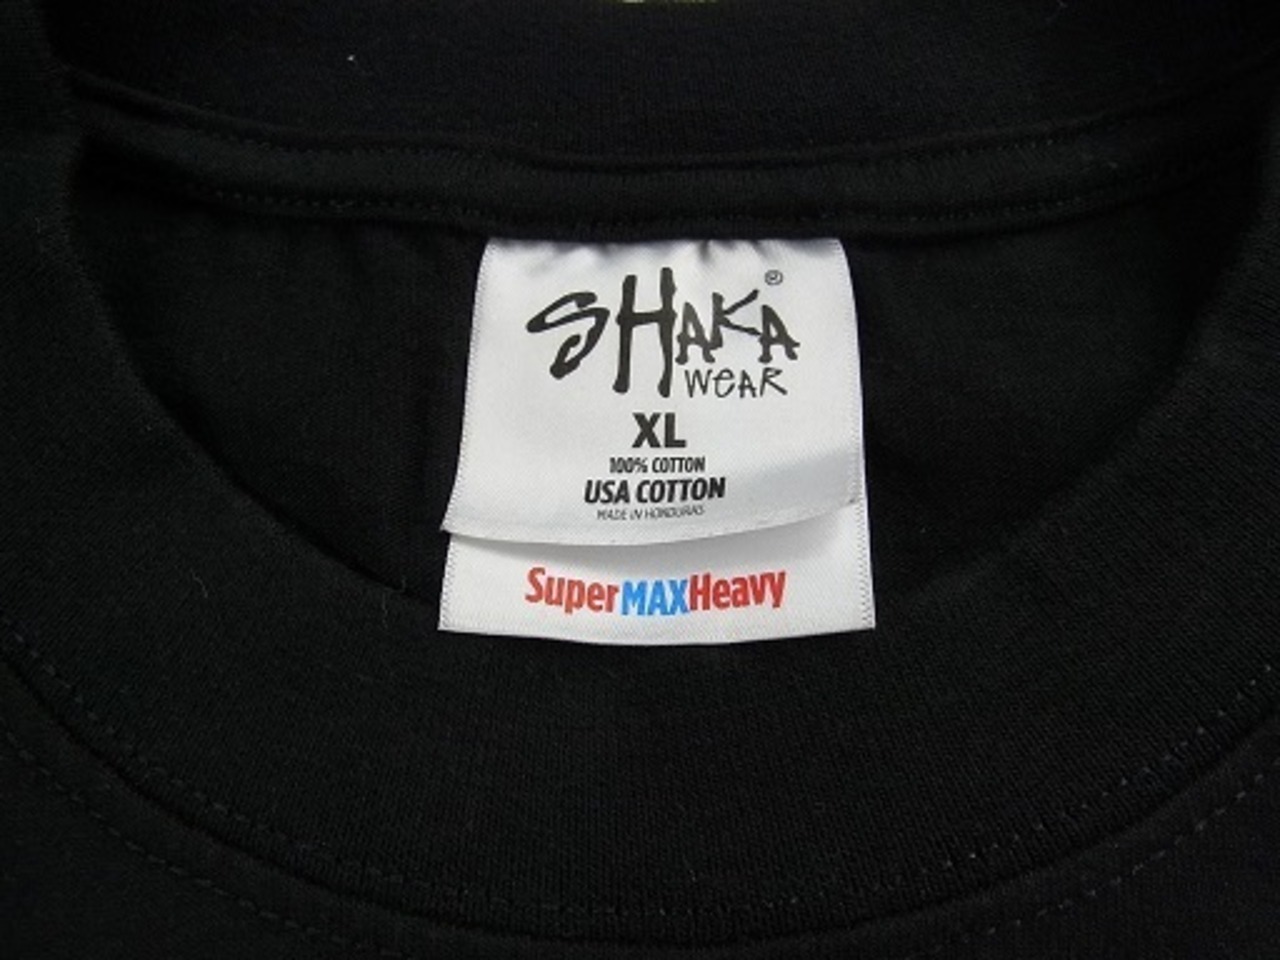 SHAKA ®
WEAR
XL
100% COTTON
USA COTTON
MADE IN HONDURAS
SuperMAXHeavy